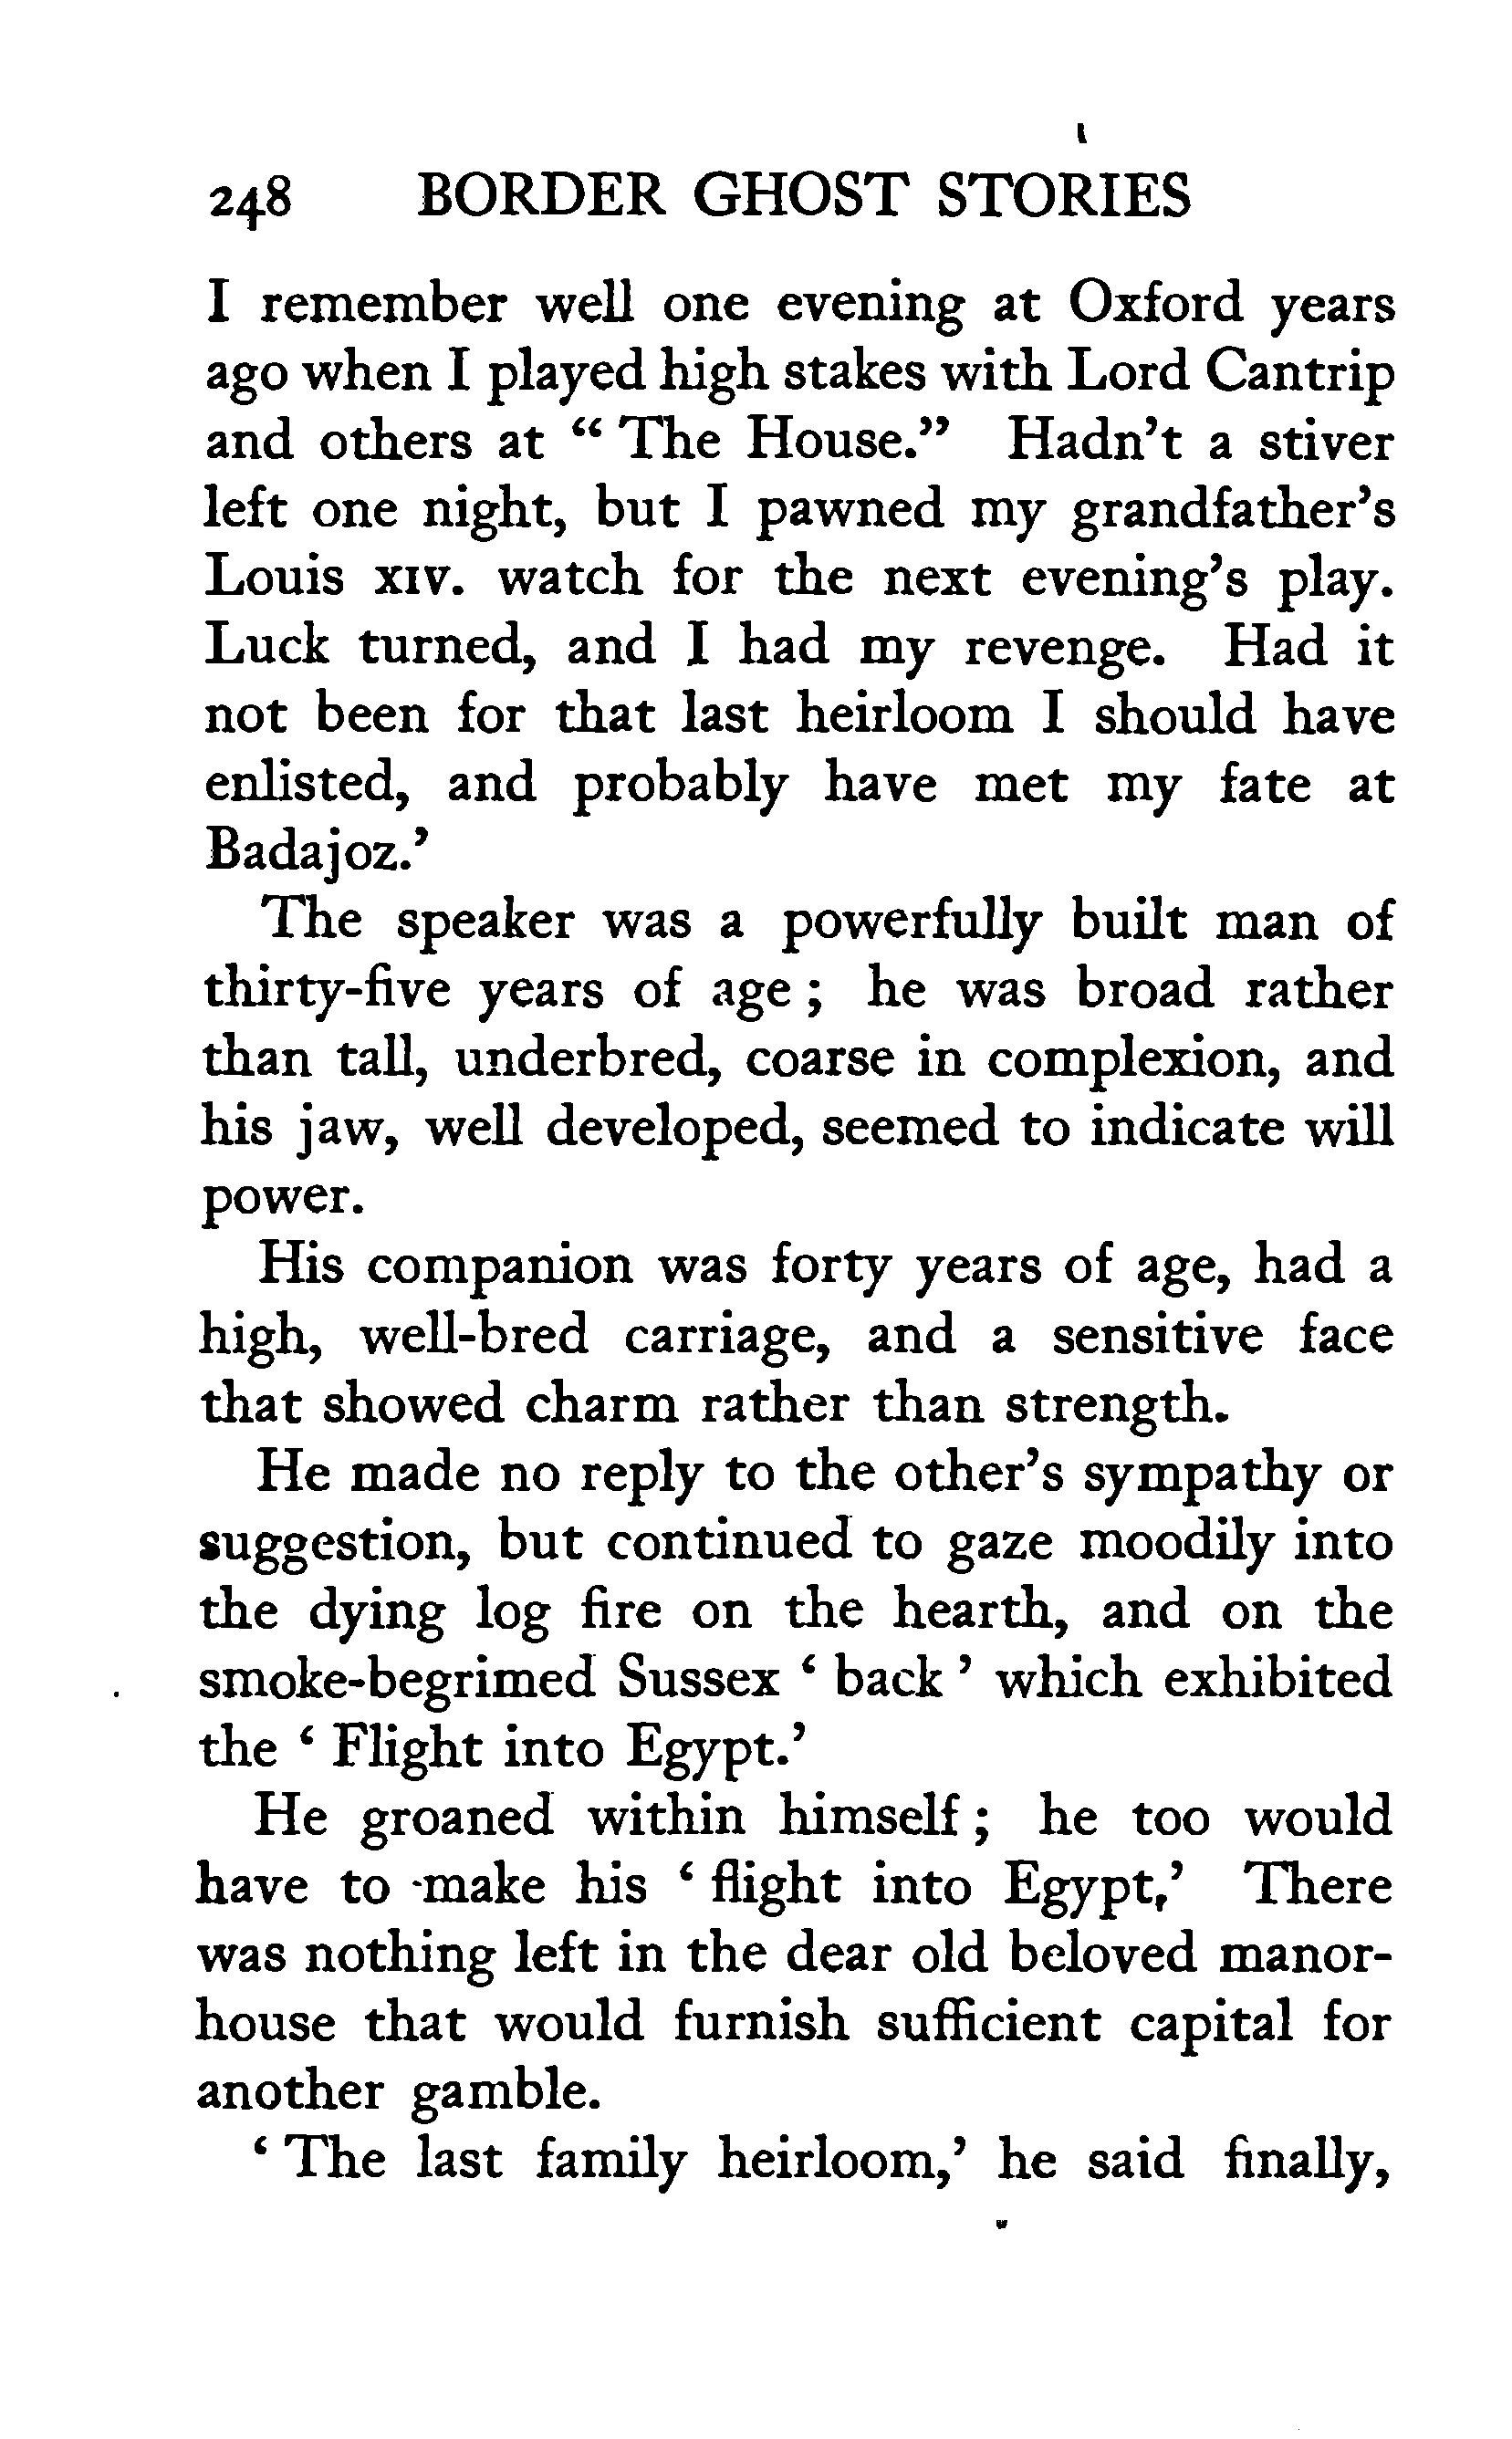 248 BORDER GHOST STORIES
I remember well one evening at Oxford years
ago when I played high stakes with Lord Cantrip
and others at “ The House.” Hadn’t a stiver
left one night, but I pawned my grandfather’s
Louis XIV. watch for the next evening’s play.
Luck turned, and I had my revenge. Had it
not been for that last heirloom I should have
enlisted, and probably have met my fate at
Badajoz.’
The speaker was a powerfully built man of
thirty-five years of age ; he was broad rather
than tall, underbred, coarse in complexion, and
his jaw, well developed, seemed to indicate will
power.
His companion was forty years of age, had a
high, well-bred carriage, and a sensitive face
that showed charm rather than strength.
He made no reply to the other’s sympathy or
suggestion, but continued to gaze moodily into
the dying log fire on the hearth, and on the
smoke-begrimed Sussex ‘ back ’ which exhibited
the ‘ Flight into Egypt.’
He groaned within himself ; he too would
have to make his ‘ flight into Egypt,’ There
was nothing left in the dear old beloved manor-
house that would furnish sufficient capital for
another gamble.
‘ The last family heirloom,’ he said finally,